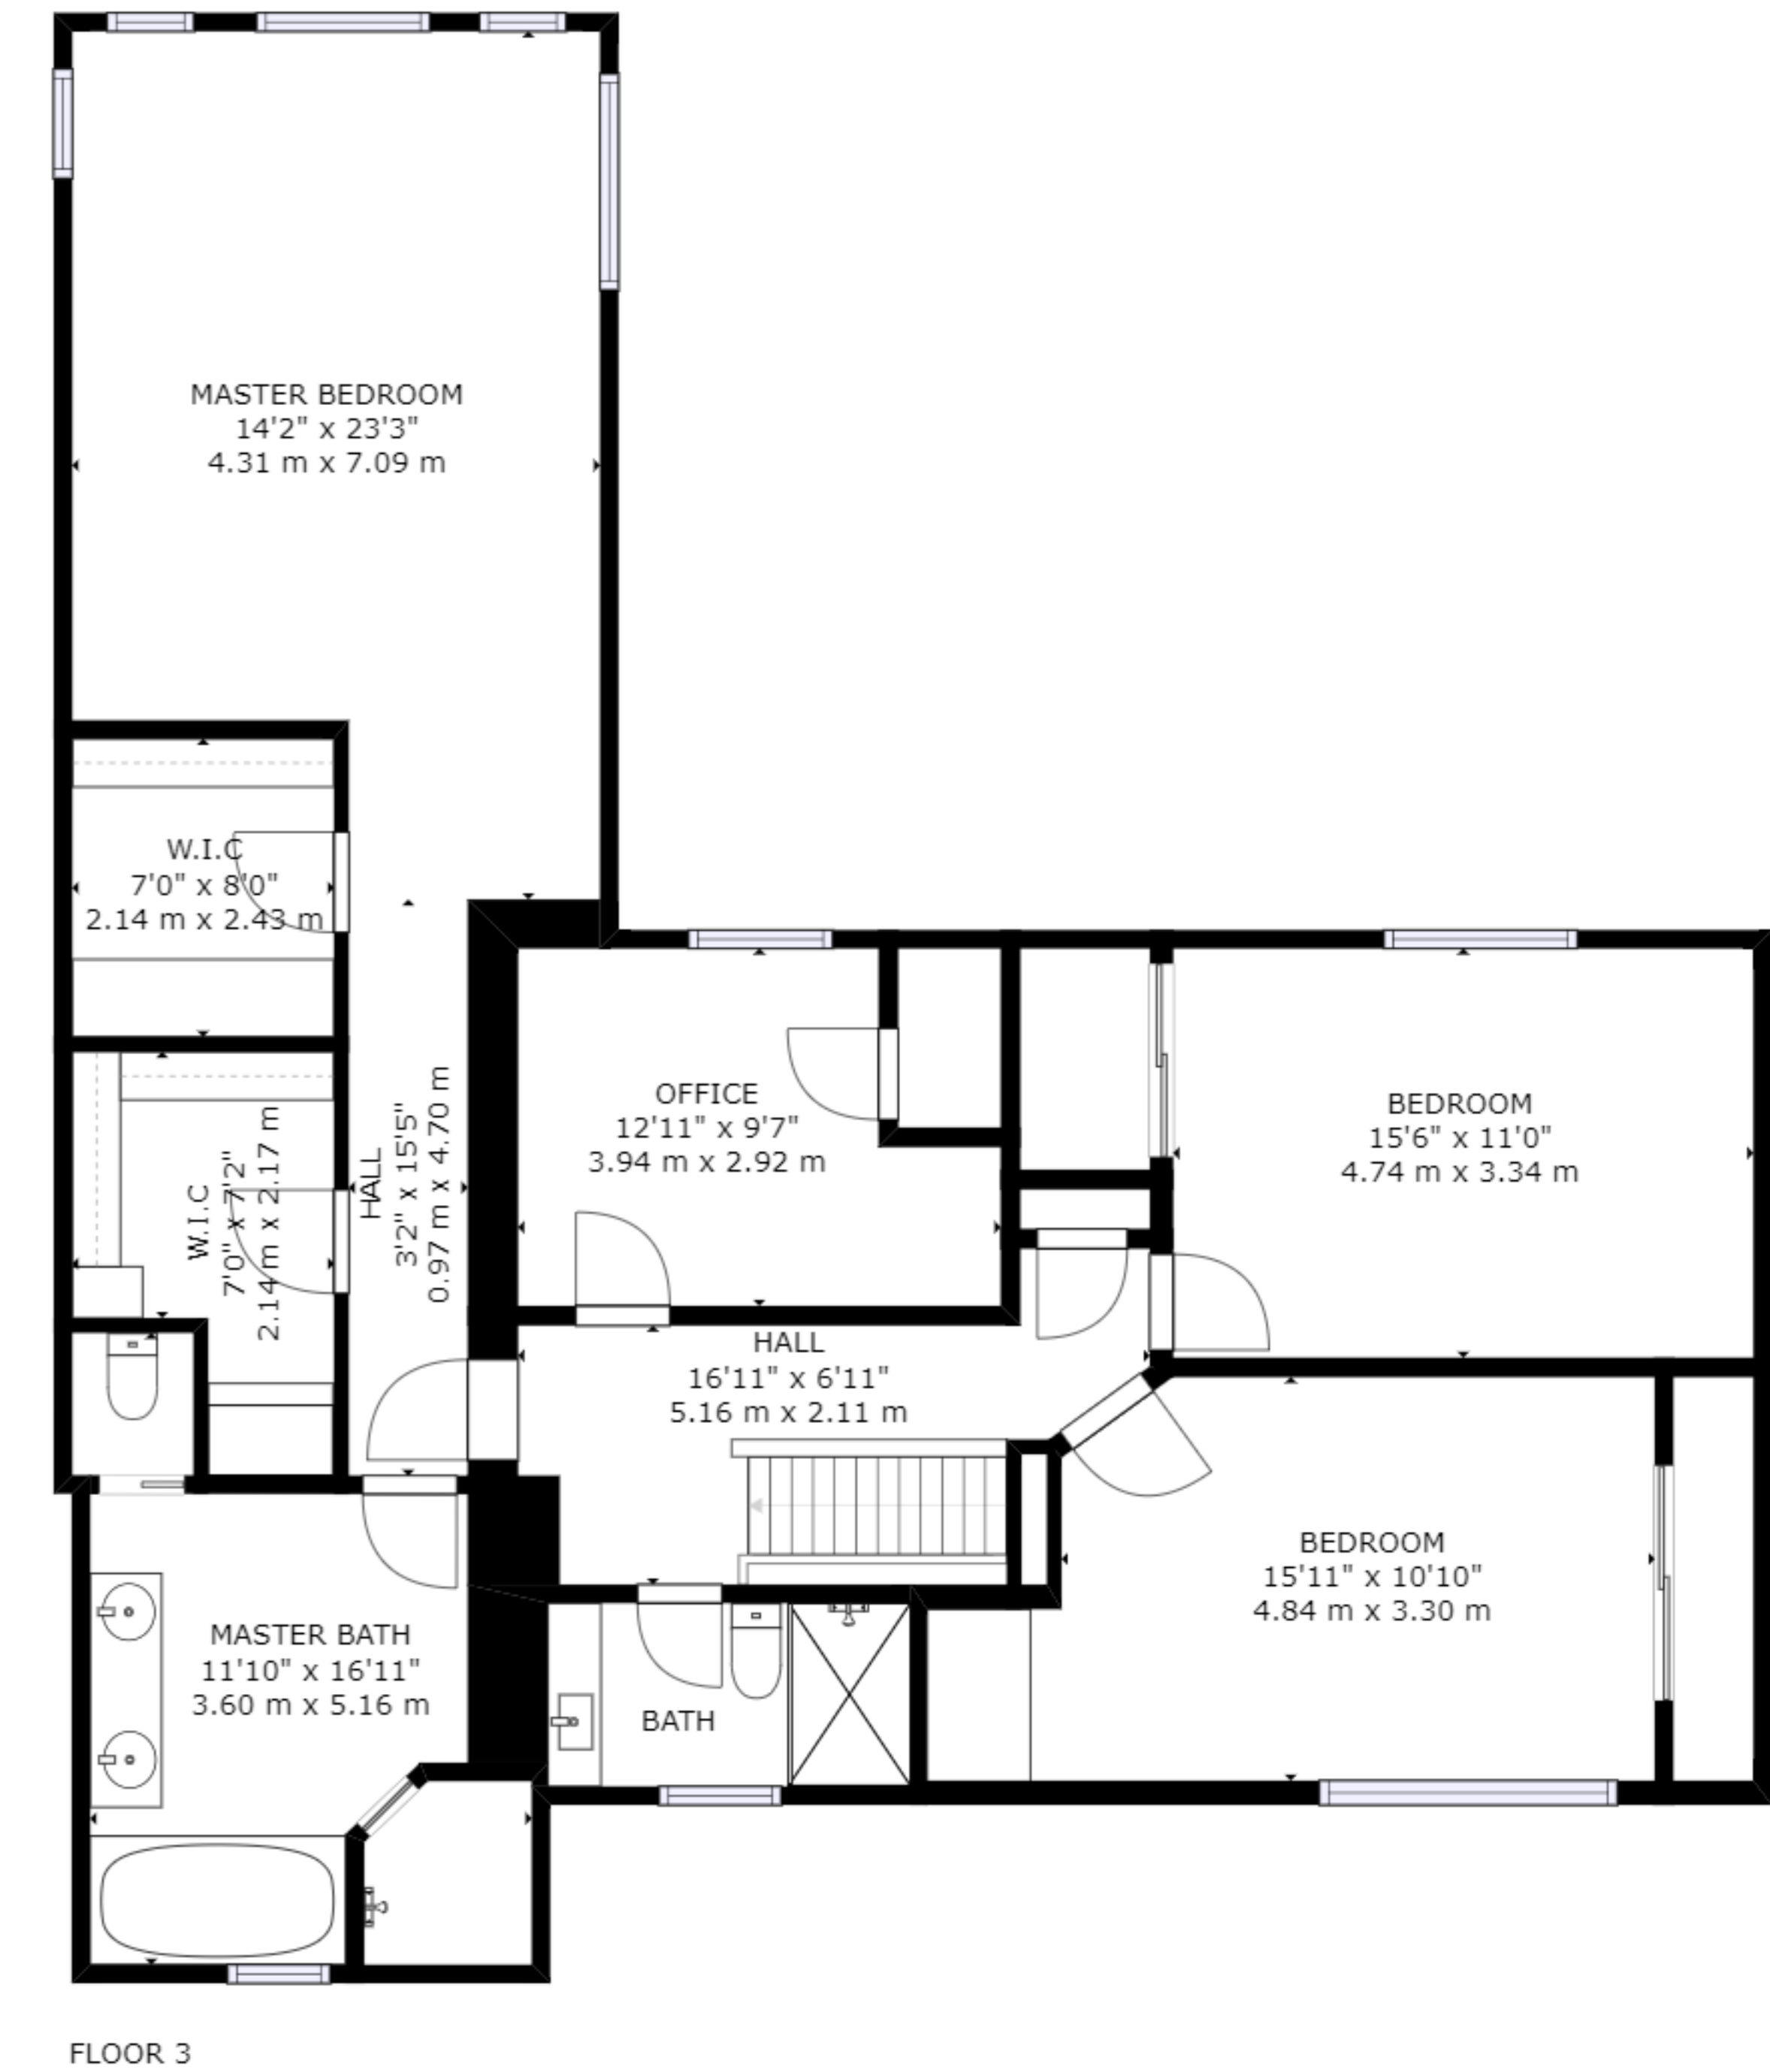 MASTER BEDROOM
14'2" x 23'3"
4.31 m x 7.09 m
W.I.C
7'0" x 8'0"
2.14 m x 2.43 m
W.I.C
7'0" x 7'2"
2.14 m x 2.17 m
HALL
3'2" x 15'5"
0.97 m x 4.70 m
OFFICE
12'11" x 9'7"
3.94 m x 2.92 m
BEDROOM
15'6" x 11'0"
4.74 m x 3.34 m
HALL
16'11" x 6'11"
5.16 m x 2.11 m
BEDROOM
15'11" x 10'10"
4.84 m x 3.30 m
MASTER BATH
11'10" x 16'11"
3.60 m x 5.16 m
BATH
FLOOR 3